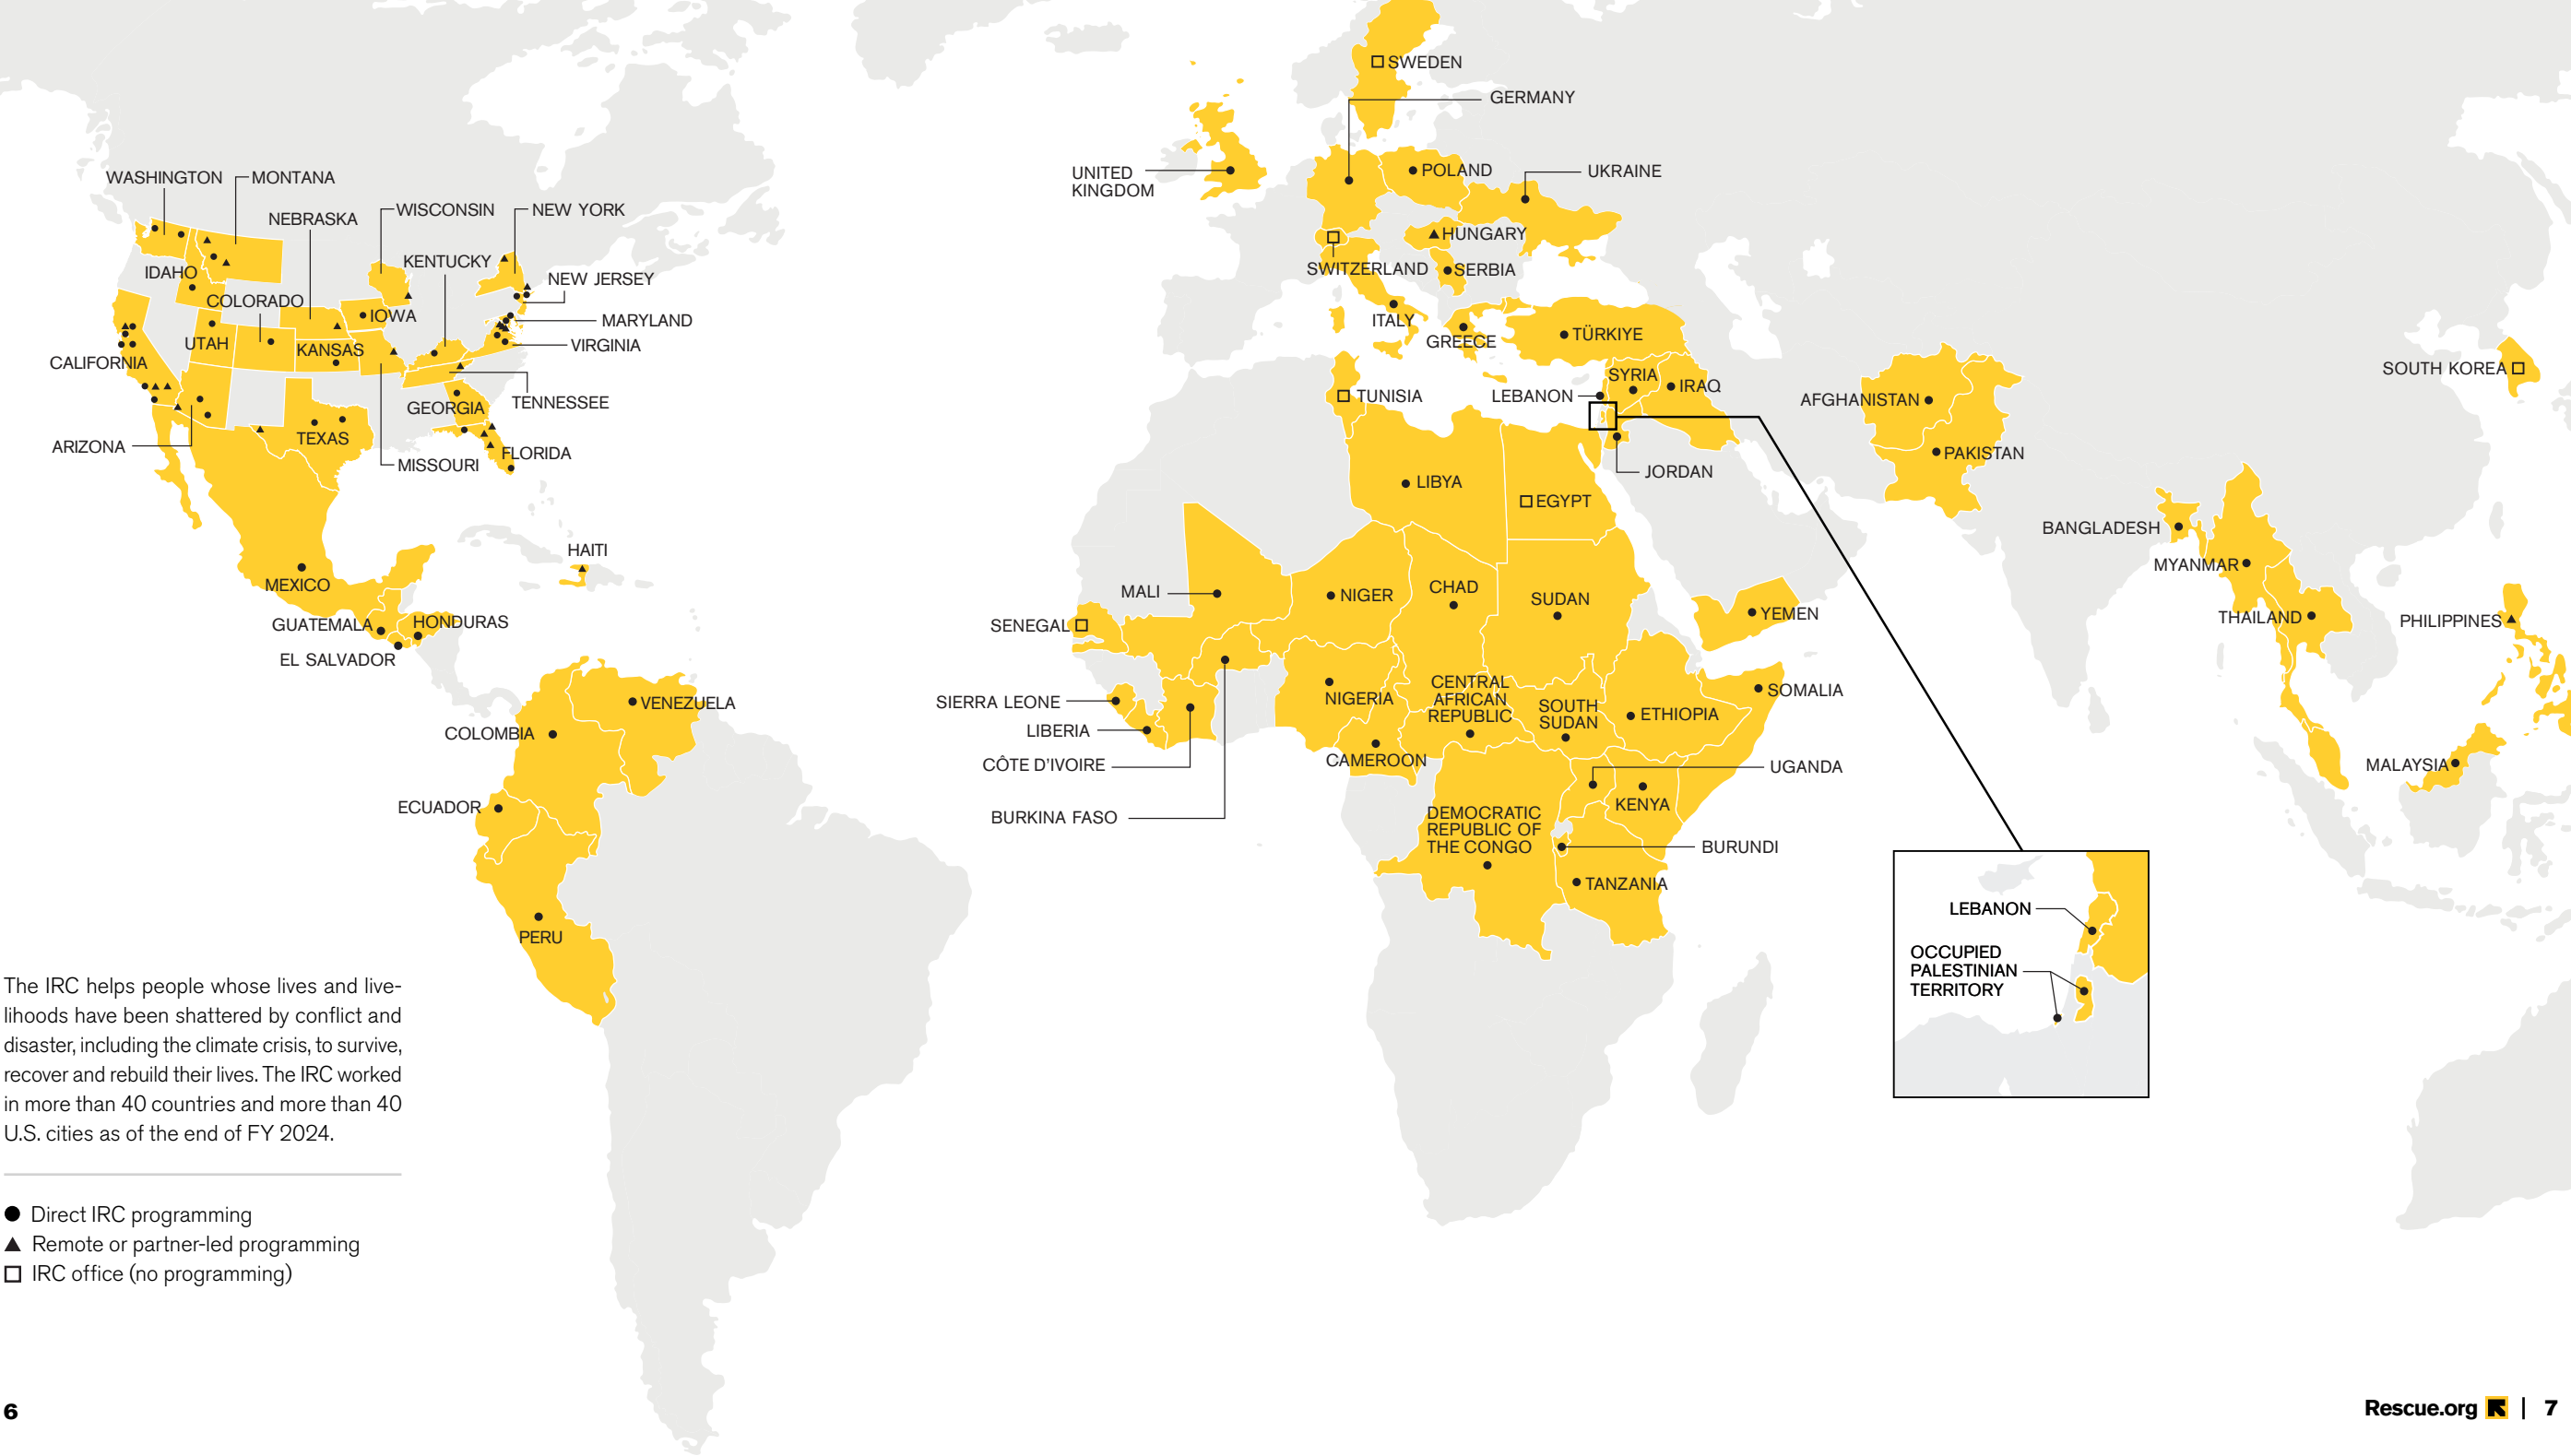 SWEDEN
GERMANY
UNITED
KINGDOM
POLAND
UKRAINE
HUNGARY
SWITZERLAND
SERBIA
ITALY
GREECE
TÜRKIYE
WASHINGTON
MONTANA
NEBRASKA
WISCONSIN
NEW YORK
KENTUCKY
NEW JERSEY
IDAHO
COLORADO
IOWA
MARYLAND
UTAH
KANSAS
VIRGINIA
CALIFORNIA
TENNESSEE
GEORGIA
ARIZONA
TEXAS
MISSOURI
FLORIDA
SYRIA
IRAQ
TUNISIA
LEBANON
AFGHANISTAN
PAKISTAN
SOUTH KOREA
JORDAN
LIBYA
EGYPT
BANGLADESH
MYANMAR
THAILAND
PHILIPPINES
MALAYSIA
HAITI
MEXICO
GUATEMALA
HONDURAS
EL SALVADOR
VENEZUELA
COLOMBIA
ECUADOR
PERU
MALI
NIGER
CHAD
SUDAN
YEMEN
SENEGAL
SIERRA LEONE
LIBERIA
CÔTE D'IVOIRE
BURKINA FASO
NIGERIA
CENTRAL
AFRICAN
REPUBLIC
SOUTH
SUDAN
ETHIOPIA
SOMALIA
CAMEROON
UGANDA
KENYA
DEMOCRATIC
REPUBLIC OF
THE CONGO
BURUNDI
TANZANIA
LEBANON
OCCUPIED
PALESTINIAN
TERRITORY
The IRC helps people whose lives and live-
lihoods have been shattered by conflict and
disaster, including the climate crisis, to survive,
recover and rebuild their lives. The IRC worked
in more than 40 countries and more than 40
U.S. cities as of the end of FY 2024.
Direct IRC programming
Remote or partner-led programming
IRC office (no programming)
6
Rescue.org | 7